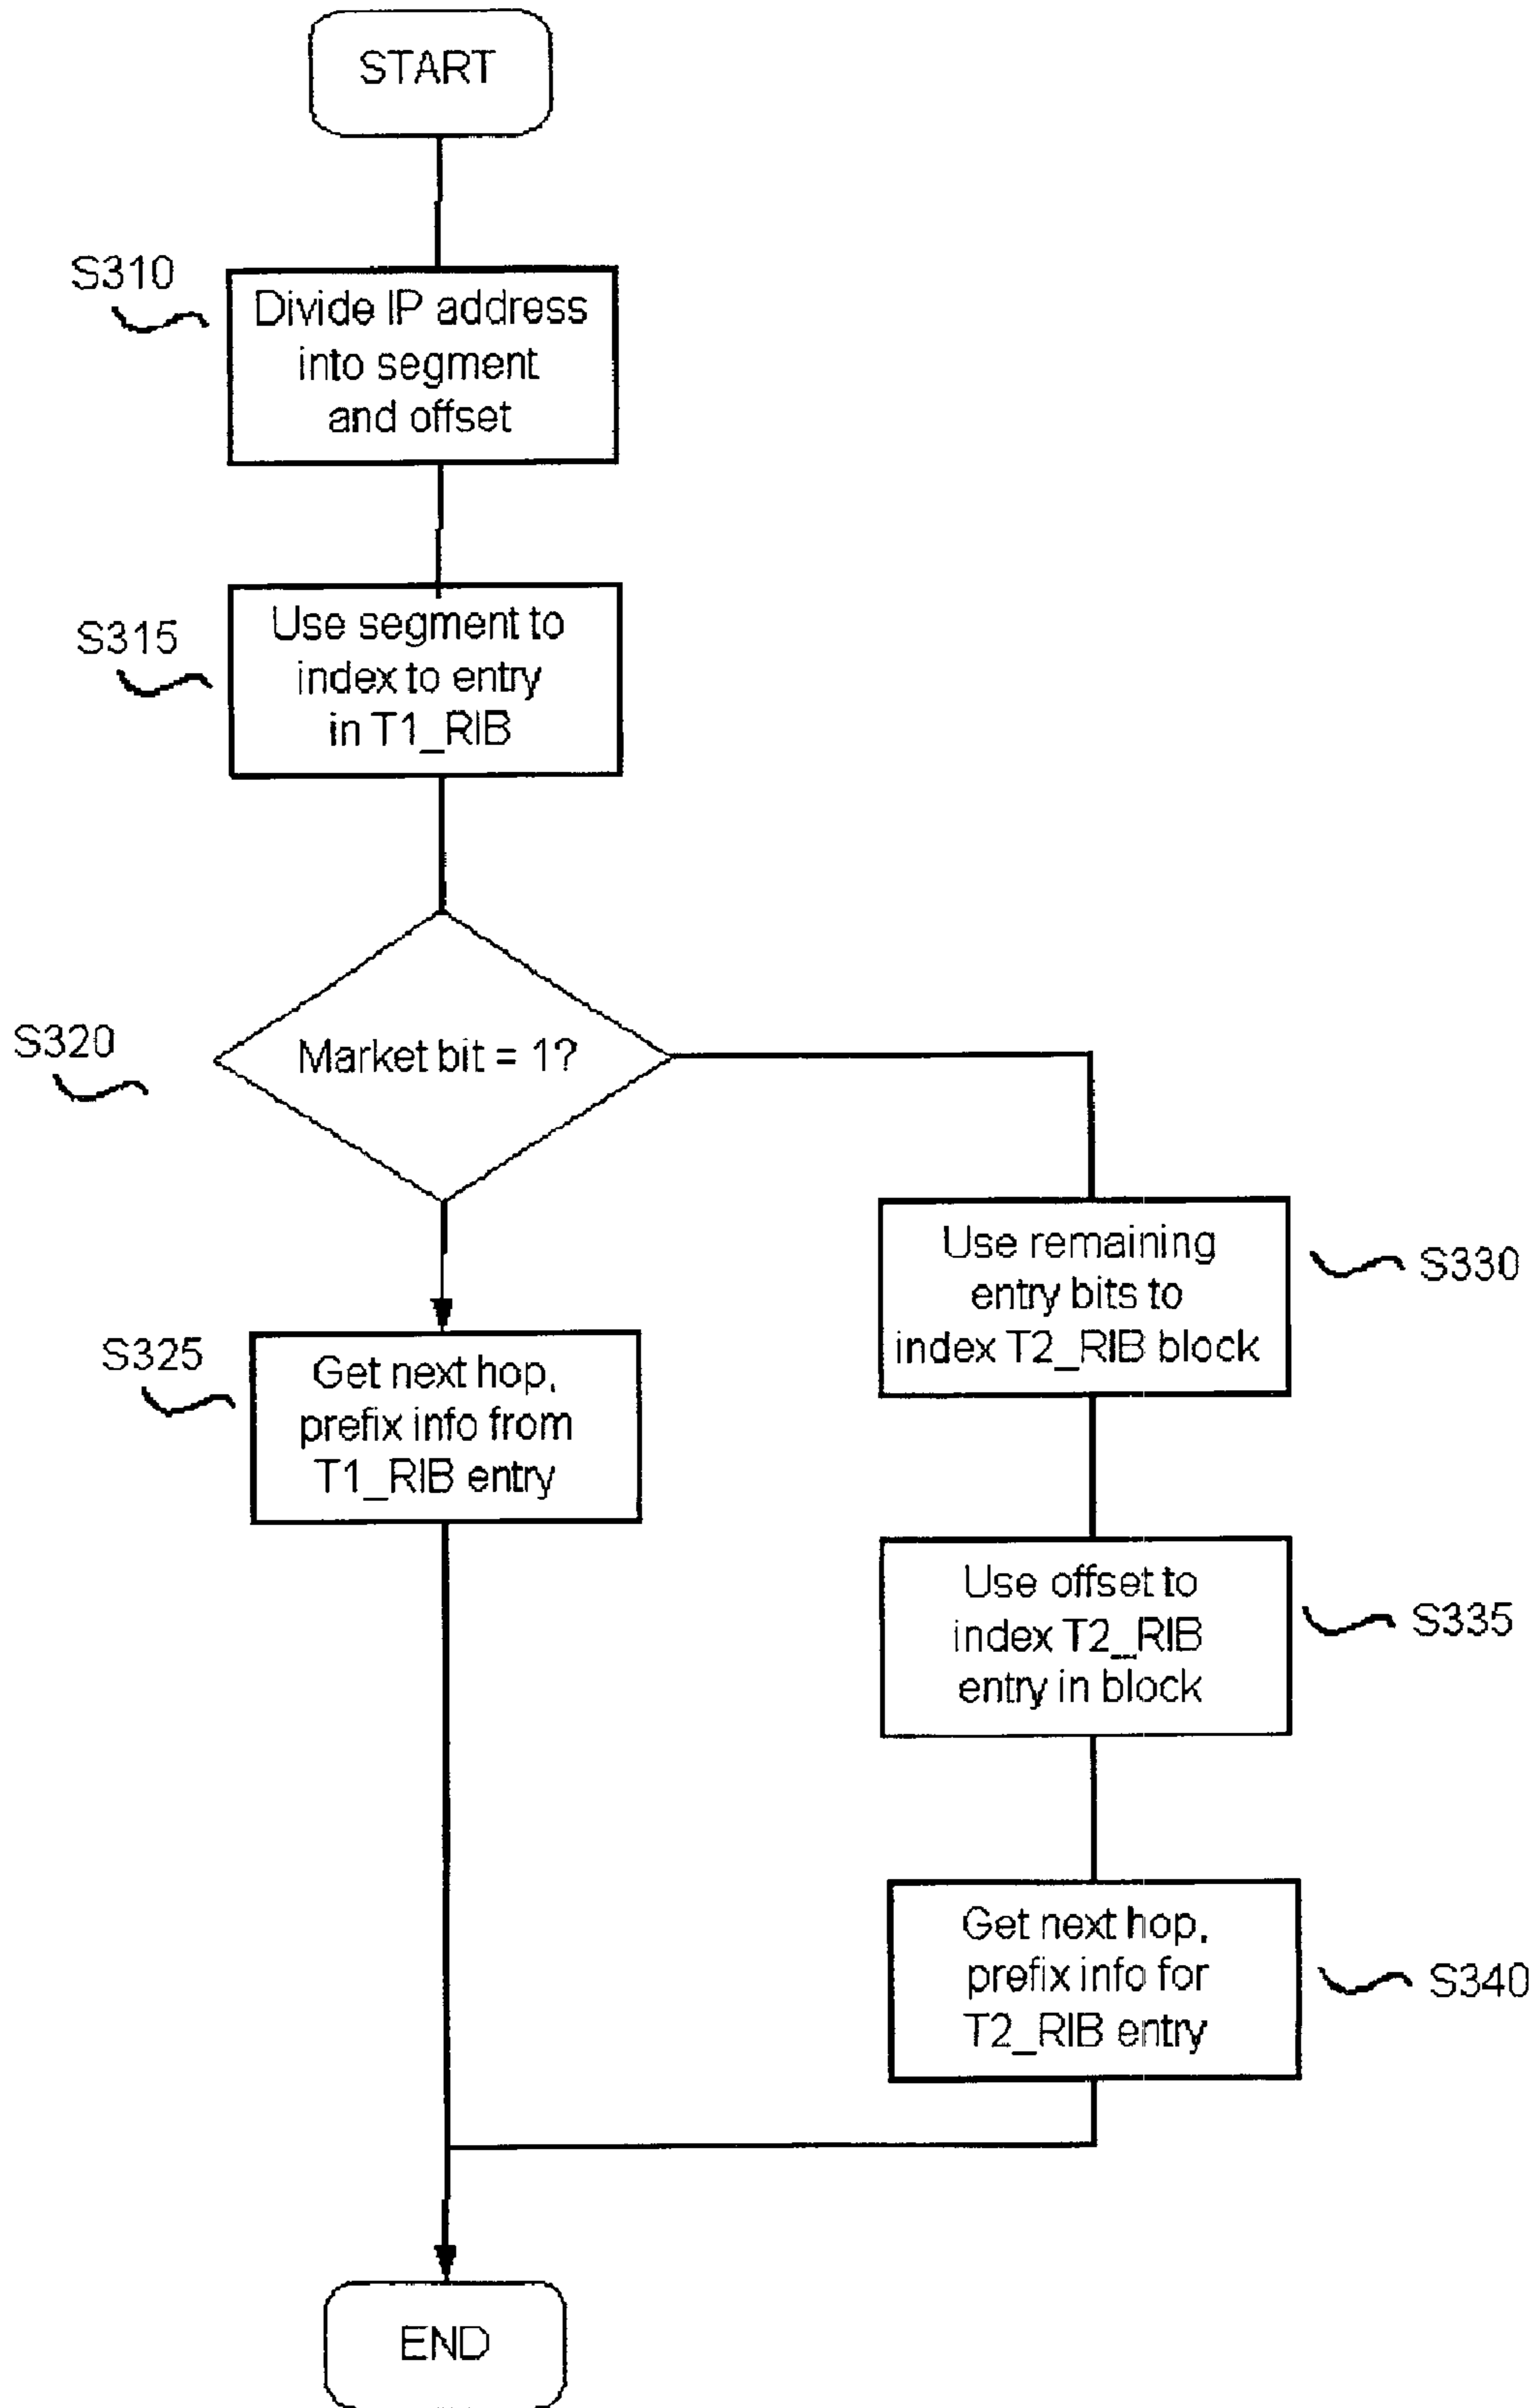 START
S310
Divide IP address
into segment
and offset
S315
Use segment to
index to entry
in T1_RIB
S320
Market bit = 1?
S325
Get next hop,
prefix info from
T1_RIB entry
Use remaining
entry bits to
index T2_RIB block
S330
Use offset to
index T2_RIB
entry in block
S335
Get next hop,
prefix info for
T2_RIB entry
S340
END